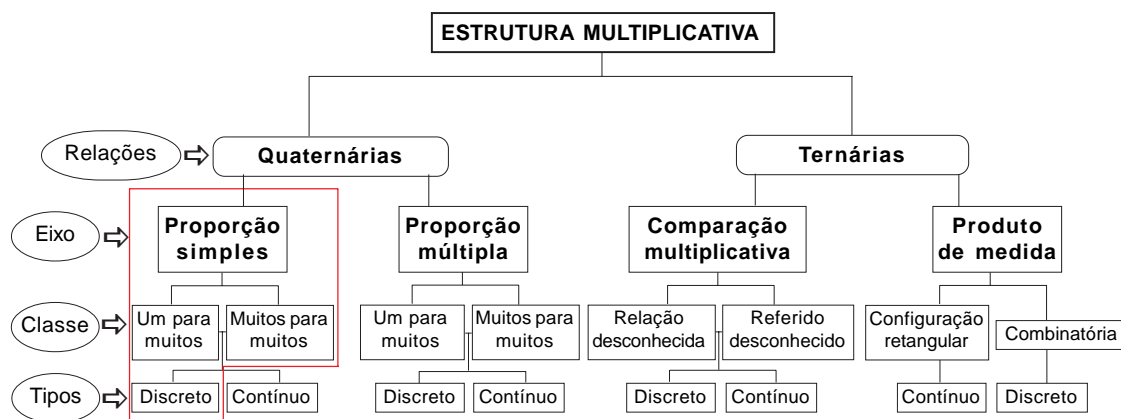 ESTRUTURA MULTIPLICATIVA
Relações
Quaternárias
Ternárias
Eixo
Proporção
simples
Proporção
múltipla
Comparação
multiplicativa
Produto
de medida
Classe
Um para
muitos
Muitos para
muitos
Um para
muitos
Muitos para
muitos
Relação
desconhecida
Referido
desconhecido
Configuração
retangular
Combinatória
Tipos
Discreto
Contínuo
Discreto
Contínuo
Discreto
Contínuo
Contínuo
Discreto